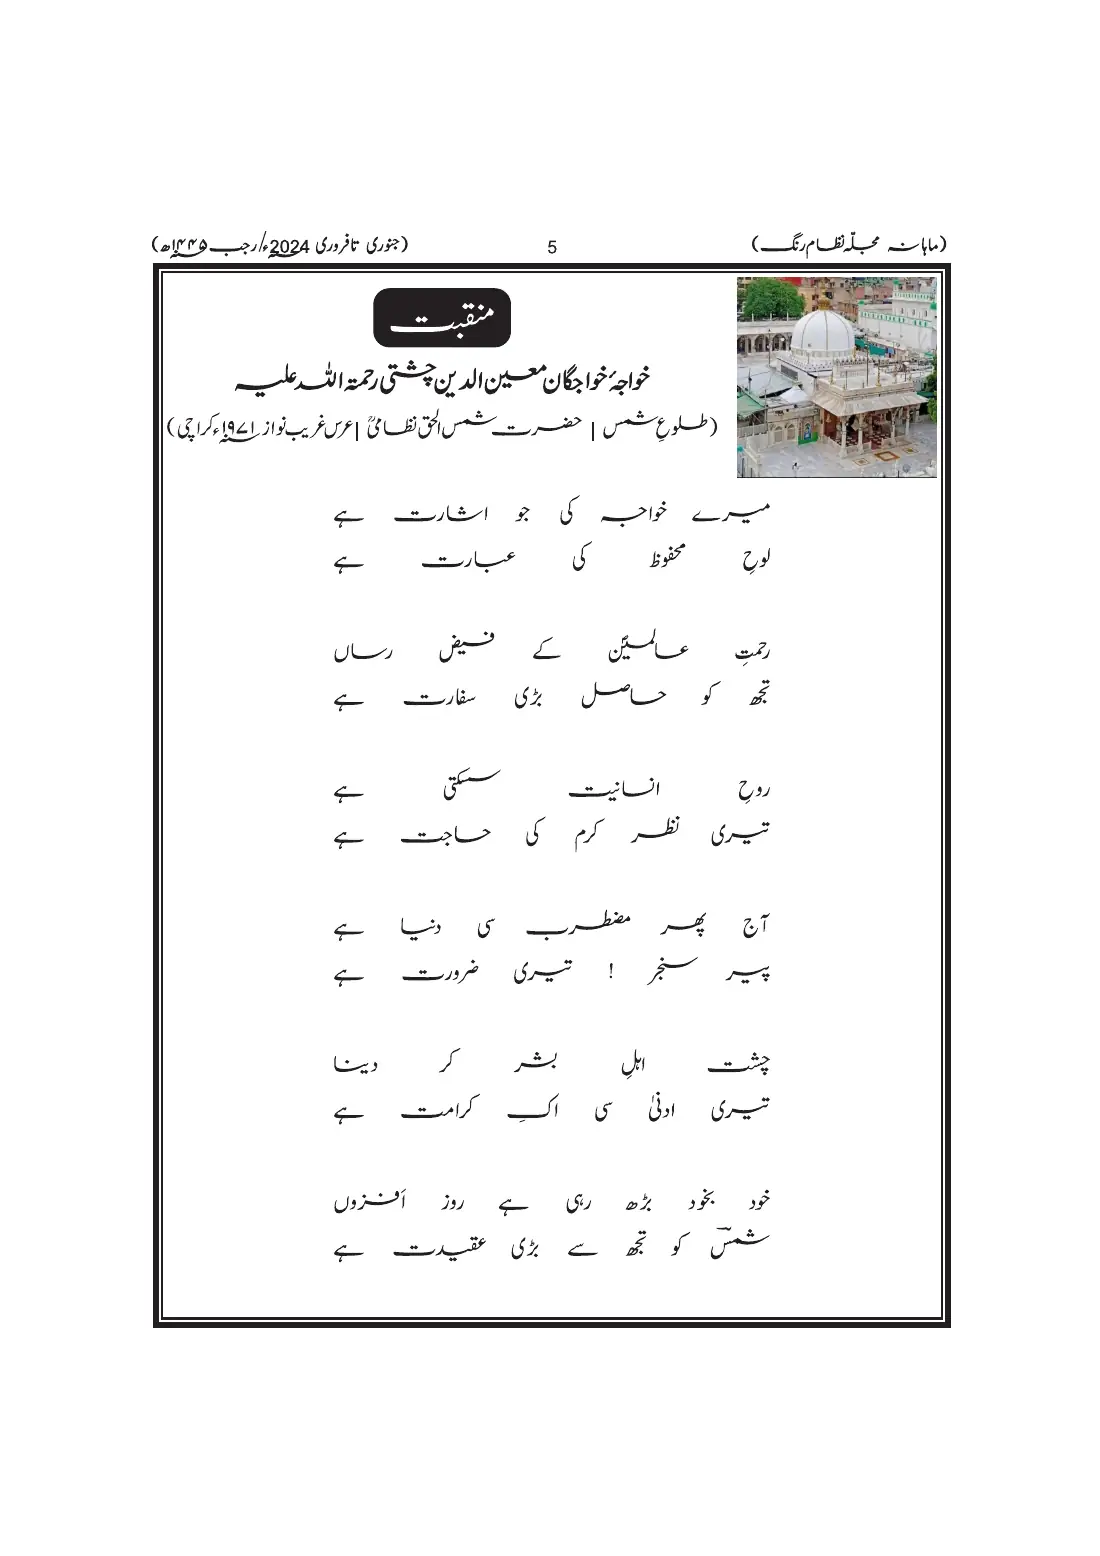 (ماہانہ مجلّہ نظام رنگ) 5 (جنوری تا فروری 2024ء/رجب ۱۴۴۵ھ)
منقبت
خواجۂ خواجگان معین الدین چشتی رحمۃ اللہ علیہ
(طلوعِ شمس | حضرت شمس الحق نظامیؒ | عرس غریب نواز ۱۹۷۱ء کراچی)
میرے خواجہ کی جو اشارت ہے
لوحِ محفوظ کی عبارت ہے
رحمتِ عالمیںؐ کے فیض رساں
تجھ کو حاصل بڑی سفارت ہے
روحِ انسانیت سسکتی ہے
تیری نظر کرم کی حاجت ہے
آج پھر مضطرب سی دنیا ہے
پیر سنجر ! تیری ضرورت ہے
چشت اہلِ بشر کر دینا
تیری ادنیٰ سی اکِ کرامت ہے
خود بخود بڑھ رہی ہے روز اَفزوں
شمسؔ کو تجھ سے بڑی عقیدت ہے